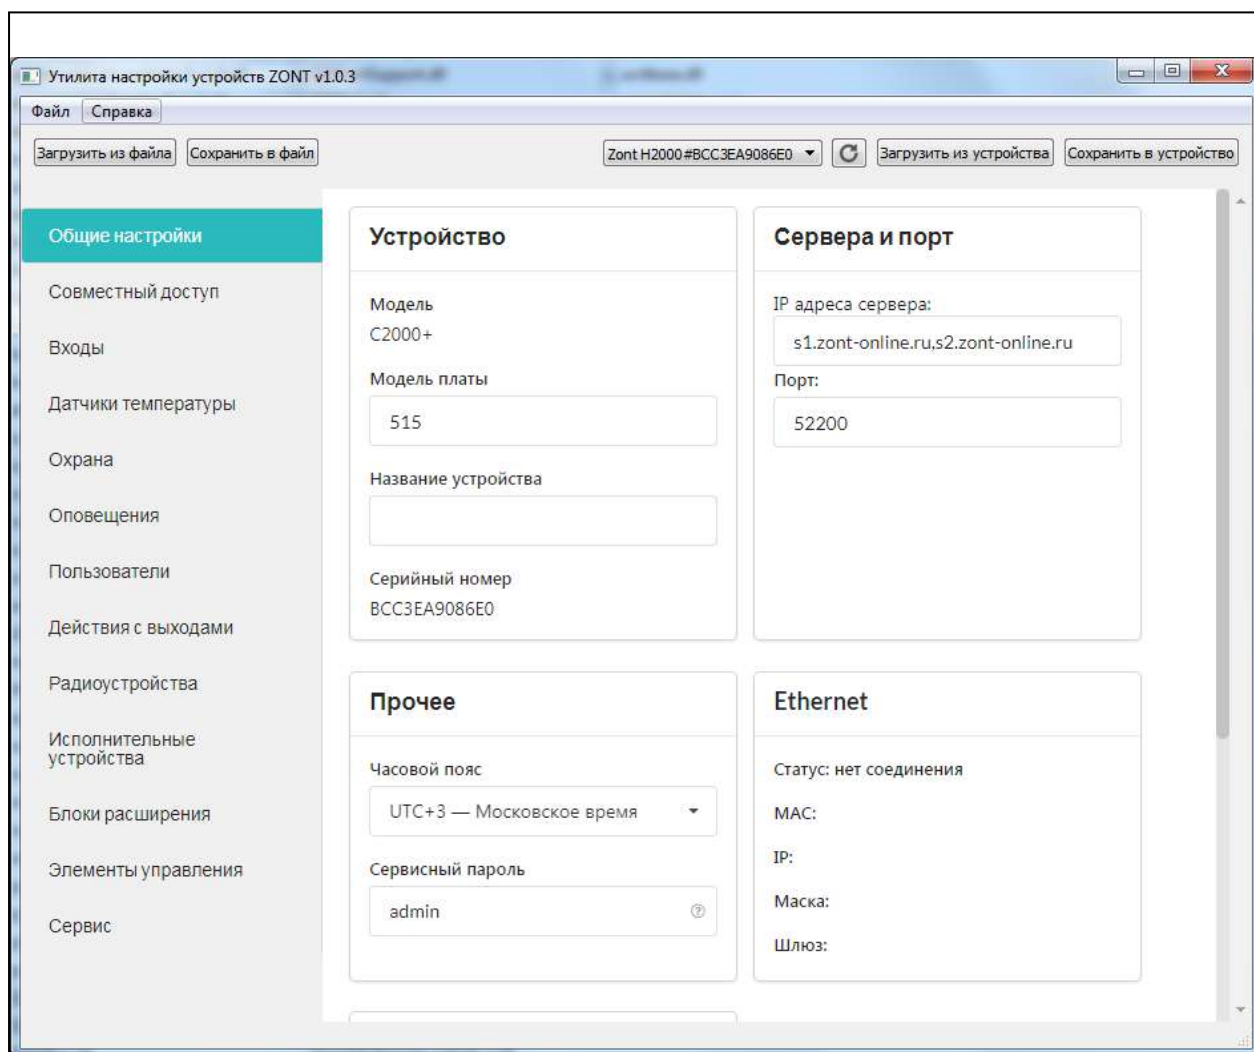 Утилита настройки устройств ZONT v1.0.3
Файл Справка
Загрузить из файла Сохранить в файл Zont H2000 #BCC3EA9086E0 Загрузить из устройства Сохранить в устройство
Общие настройки
Совместный доступ
Входы
Датчики температуры
Охрана
Оповещения
Пользователи
Действия с выходами
Радиоустройства
Исполнительные
устройства
Блоки расширения
Элементы управления
Сервис
Устройство
Модель
C2000+
Модель платы
515
Название устройства
Серийный номер
BCC3EA9086E0
Сервера и порт
IP адреса сервера:
s1.zont-online.ru,s2.zont-online.ru
Порт:
52200
Прочее
Часовой пояс
UTC+3 — Московское время
Сервисный пароль
admin
Ethernet
Статус: нет соединения
MAC:
IP:
Маска:
Шлюз: